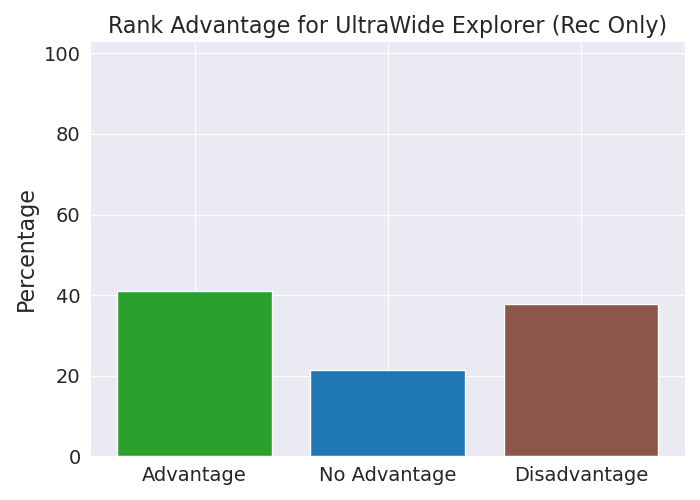 Rank Advantage for UltraWide Explorer (Rec Only)
100
80
60
40
20
0
Percentage
Advantage
No Advantage
Disadvantage